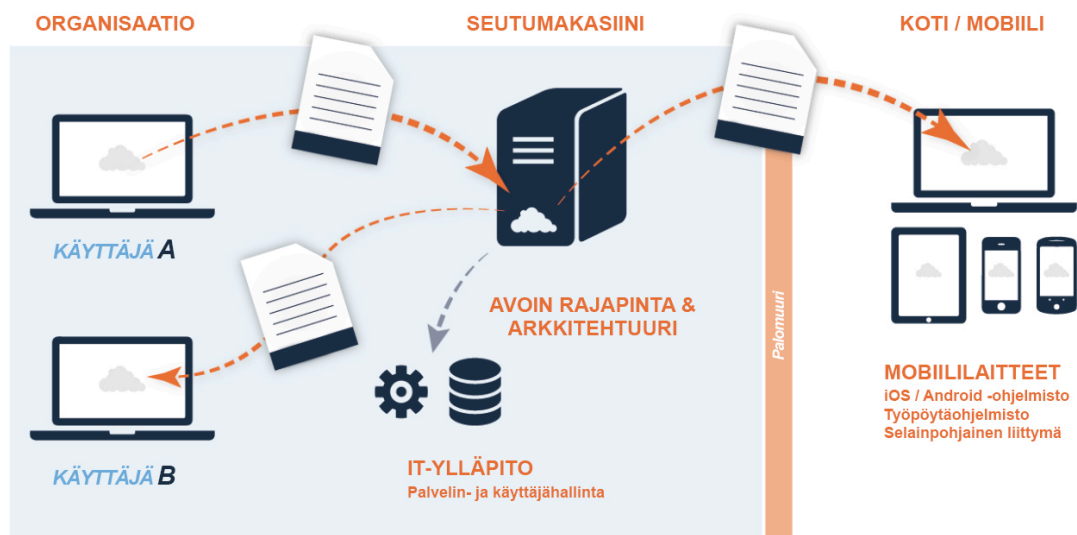 ORGANISAATIO
SEUTUMAKASIINI
KOTI / MOBIILI
KÄYTTÄJÄ A
KÄYTTÄJÄ B
AVOIN RAJAPINTA &
ARKKITEHTUURI
IT-YLLÄPITO
Palvelin- ja käyttäjähallinta
Palomuuri
MOBIILILAITTEET
iOS / Android -ohjelmisto
Työpöytäohjelmisto
Selainpohjainen liittymä